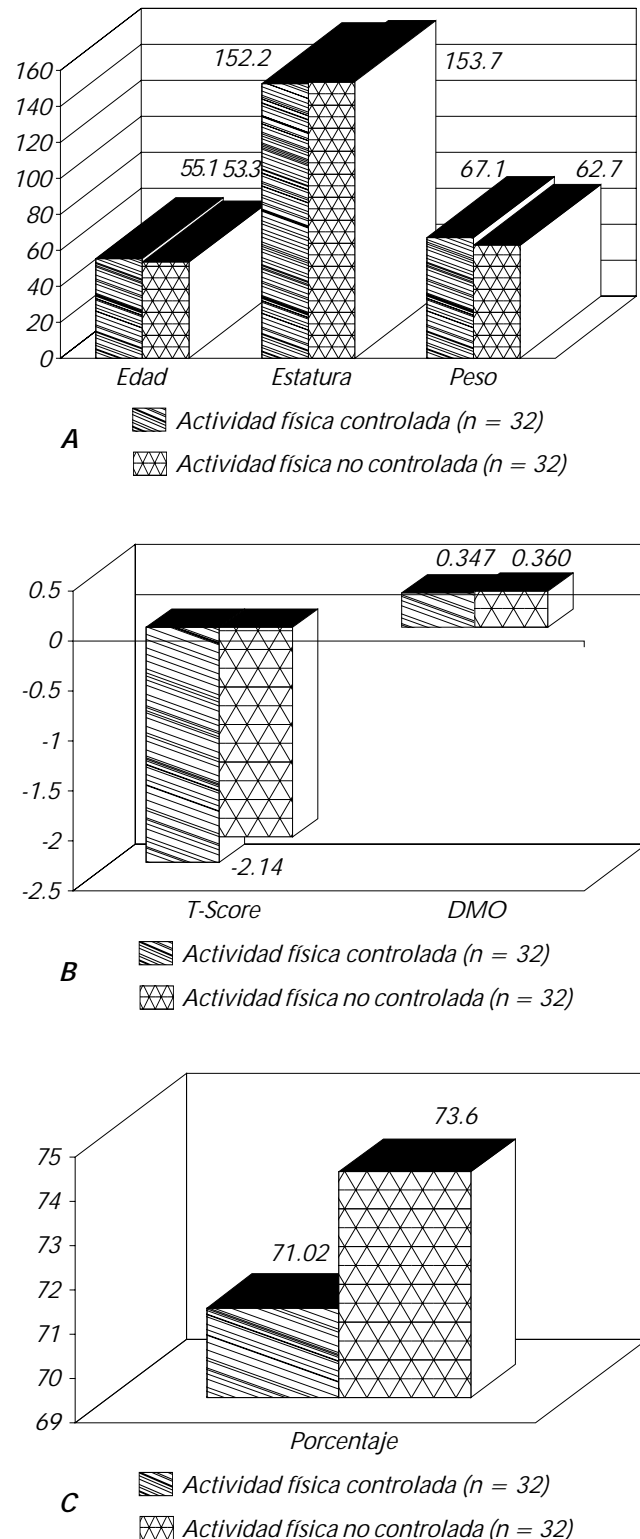 160
140
120
100
80
60
40
20
0
152.2
153.7
55.1 53.3
67.1
62.7
Edad Estatura Peso
Actividad física controlada (n = 32)
A
Actividad física no controlada (n = 32)
0.5
0
-0.5
-1
-1.5
-2
-2.5
0.347 0.360
-2.14
T-Score DMO
Actividad física controlada (n = 32)
B
Actividad física no controlada (n = 32)
75
74
73
72
71
70
69
73.6
71.02
Porcentaje
Actividad física controlada (n = 32)
C
Actividad física no controlada (n = 32)